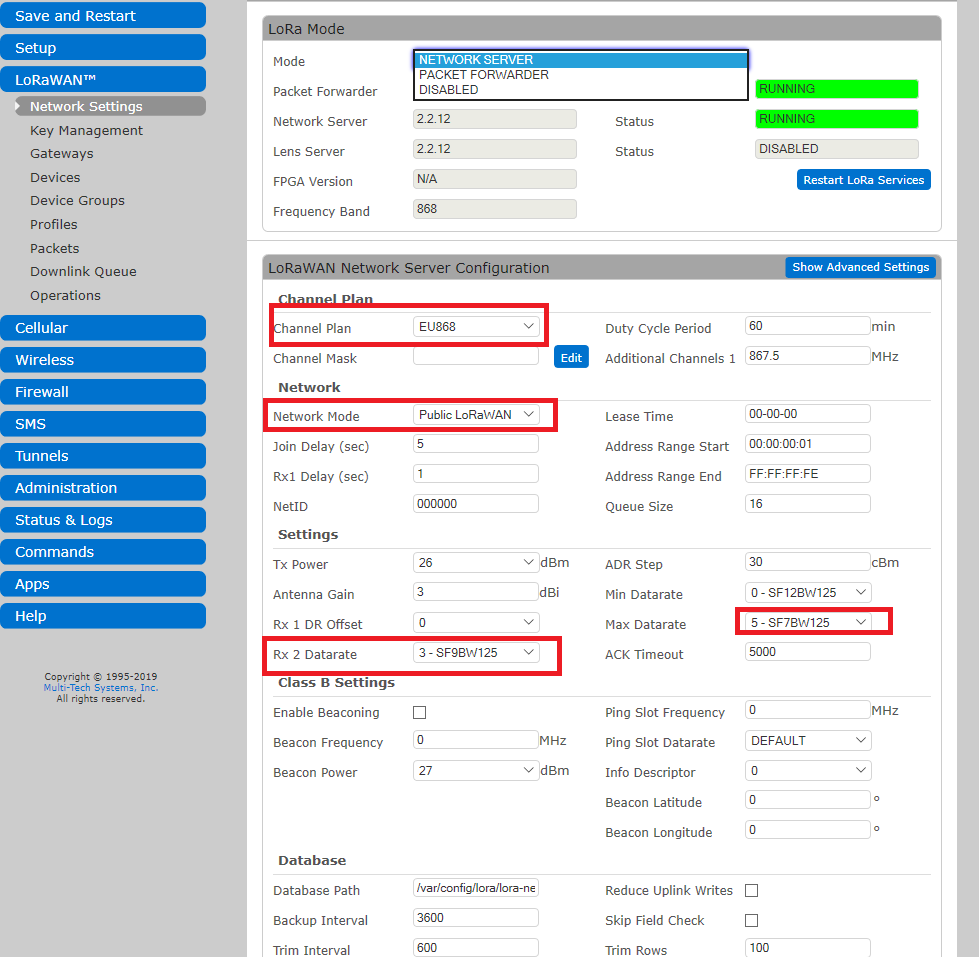 Save and Restart
Setup
LoRaWAN™
Network Settings
Key Management
Gateways
Devices
Device Groups
Profiles
Packets
Downlink Queue
Operations
Cellular
Wireless
Firewall
SMS
Tunnels
Administration
Status & Logs
Commands
Apps
Help
Copyright © 1995-2019
Multi-Tech Systems, Inc.
All rights reserved.
LoRa Mode
Mode
NETWORK SERVER
PACKET FORWARDER
DISABLED
Packet Forwarder RUNNING
Network Server 2.2.12 Status RUNNING
Lens Server 2.2.12 Status DISABLED
FPGA Version N/A Restart LoRa Services
Frequency Band 868
LoRaWAN Network Server Configuration Show Advanced Settings
Channel Plan
Channel Plan EU868 Duty Cycle Period 60 min
Channel Mask Edit Additional Channels 1 867.5 MHz
Network
Network Mode Public LoRaWAN Lease Time 00-00-00
Join Delay (sec) 5 Address Range Start 00:00:00:01
Rx1 Delay (sec) 1 Address Range End FF:FF:FF:FE
NetID 000000 Queue Size 16
Settings
Tx Power 26 dBm ADR Step 30 cBm
Antenna Gain 3 dBi Min Datarate 0 - SF12BW125
Rx 1 DR Offset 0 Max Datarate 5 - SF7BW125
Rx 2 Datarate 3 - SF9BW125 ACK Timeout 5000
Class B Settings
Enable Beaconing Ping Slot Frequency 0 MHz
Beacon Frequency 0 MHz Ping Slot Datarate DEFAULT
Beacon Power 27 dBm Info Descriptor 0
Beacon Latitude 0 °
Beacon Longitude 0 °
Database
Database Path /var/config/lora/lora-ne Reduce Uplink Writes
Backup Interval 3600 Skip Field Check
Trim Interval 600 Trim Rows 100